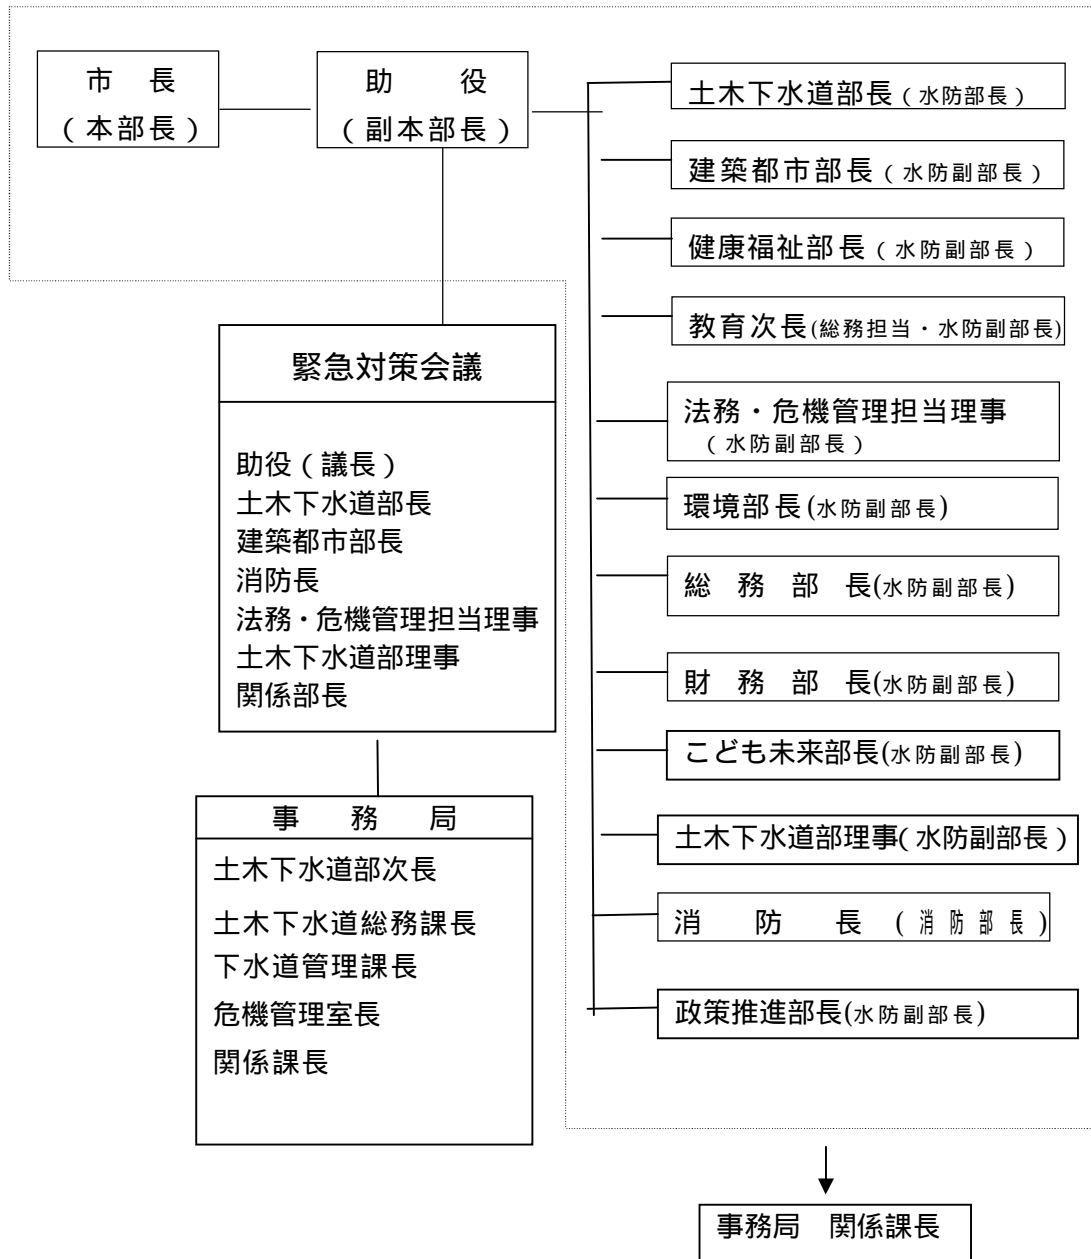 市　長
（本部長）
助　　役
（副本部長）
土木下水道部長（水防部長）
建築都市部長（水防副部長）
健康福祉部長（水防副部長）
教育次長(総務担当・水防副部長)
法務・危機管理担当理事
（水防副部長）
環境部長(水防副部長)
総　務　部　長(水防副部長)
財　務　部　長(水防副部長)
こども未来部長(水防副部長)
土木下水道部理事(水防副部長)
消　　防　　長　(消防部長)
政策推進部長(水防副部長)
緊急対策会議
助役（議長）
土木下水道部長
建築都市部長
消防長
法務・危機管理担当理事
土木下水道部理事
関係部長
事　　務　　局
土木下水道部次長
土木下水道総務課長
下水道管理課長
危機管理室長
関係課長
事務局　関係課長